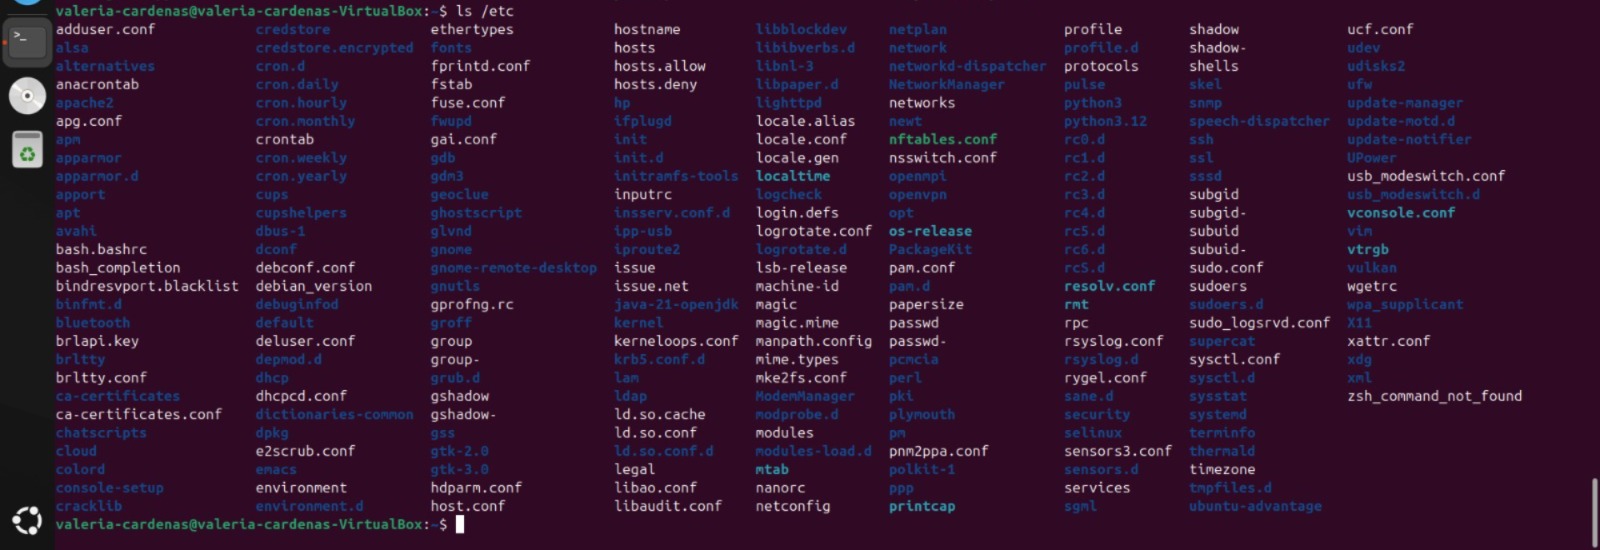 valeria-cardenas@valeria-cardenas-VirtualBox:~$ ls /etc
adduser.conf credstore ethertypes hostname libblockdev netplan profile shadow ucf.conf
alsa credstore.encrypted fonts hosts libibverbs.d network profile.d shadow- udev
alternatives cron.d fprintd.conf hosts.allow libnl-3 networkd-dispatcher protocols shells udisks2
anacrontab cron.daily fstab hosts.deny libpaper.d NetworkManager pulse skel ufw
apache2 cron.hourly fuse.conf hp lighttpd networks python3 snmp update-manager
apg.conf cron.monthly fwupd ifplugd locale.alias newt python3.12 speech-dispatcher update-motd.d
apm crontab gai.conf init locale.conf nftables.conf rc0.d ssh update-notifier
apparmor cron.weekly gdb init.d locale.gen nsswitch.conf rc1.d ssl UPower
apparmor.d cron.yearly gdm3 initramfs-tools localtime openmpi rc2.d sssd usb_modeswitch.conf
apport cups geoclue inputrc logcheck openvpn rc3.d subgid usb_modeswitch.d
apt cupshelpers ghostscript insserv.conf.d login.defs opt rc4.d subgid- vconsole.conf
avahi dbus-1 glvnd ipp-usb logrotate.conf os-release rc5.d subuid vim
bash.bashrc dconf gnome iproute2 logrotate.d PackageKit rc6.d subuid- vtrgb
bash_completion debconf.conf gnome-remote-desktop issue lsb-release pam.conf rcS.d sudo.conf vulkan
bindresvport.blacklist debian_version gnutls issue.net machine-id pam.d resolv.conf sudoers wgetrc
binfmt.d debuginfod gprofng.rc java-21-openjdk magic papersize rmt sudoers.d wpa_supplicant
bluetooth default groff kernel magic.mime passwd rpc sudo_logsrvd.conf X11
brlapi.key deluser.conf group kerneloops.conf manpath.config passwd- rsyslog.conf supercat xattr.conf
brltty depmod.d group- krb5.conf.d mime.types pcmcia rsyslog.d sysctl.conf xdg
brltty.conf dhcp grub.d lam mke2fs.conf perl rygel.conf sysctl.d xml
ca-certificates dhcpcd.conf gshadow ldap ModemManager pki sane.d sysstat zsh_command_not_found
ca-certificates.conf dictionaries-common gshadow- ld.so.cache modprobe.d plymouth security systemd
chatscripts dpkg gss ld.so.conf modules pm selinux terminfo
cloud e2scrub.conf gtk-2.0 ld.so.conf.d modules-load.d pnm2ppa.conf sensors3.conf thermald
colord emacs gtk-3.0 legal mtab polkit-1 sensors.d timezone
console-setup environment hdparm.conf libao.conf nanorc ppp services tmpfiles.d
cracklib environment.d host.conf libaudit.conf netconfig printcap sgml ubuntu-advantage
valeria-cardenas@valeria-cardenas-VirtualBox:~$